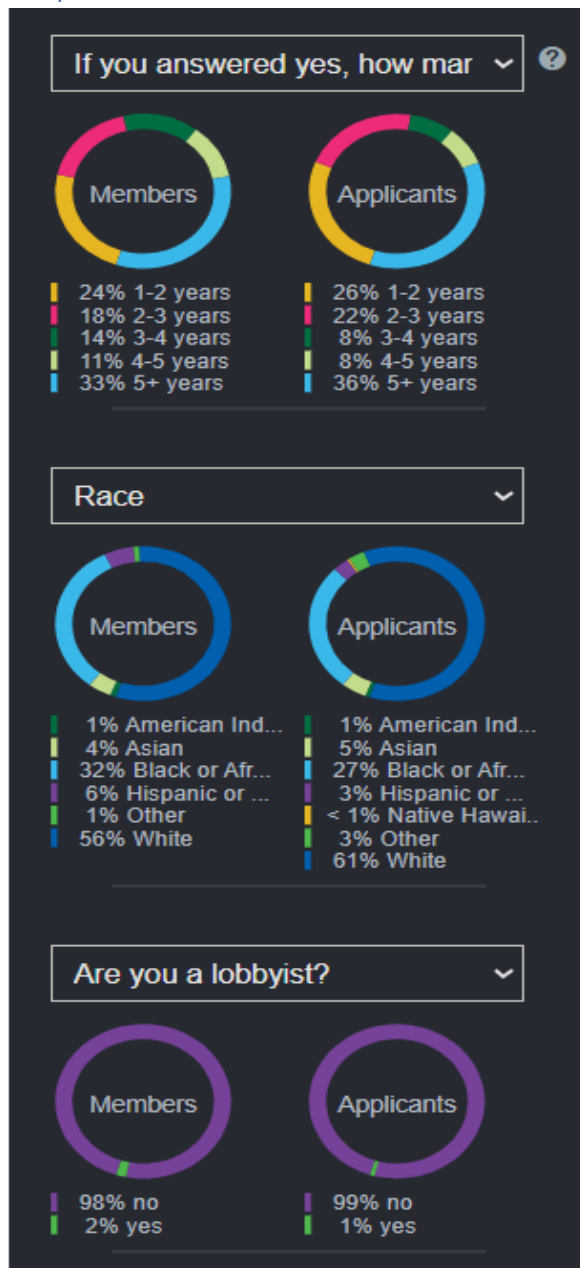 If you answered yes, how mar
Members
Applicants
24% 1-2 years
18% 2-3 years
14% 3-4 years
11% 4-5 years
33% 5+ years
26% 1-2 years
22% 2-3 years
8% 3-4 years
8% 4-5 years
36% 5+ years
Race
Members
Applicants
1% American Ind...
4% Asian
32% Black or Afr...
6% Hispanic or ...
1% Other
56% White
1% American Ind...
5% Asian
27% Black or Afr...
3% Hispanic or ...
< 1% Native Hawai..
3% Other
61% White
Are you a lobbyist?
Members
Applicants
98% no
2% yes
99% no
1% yes